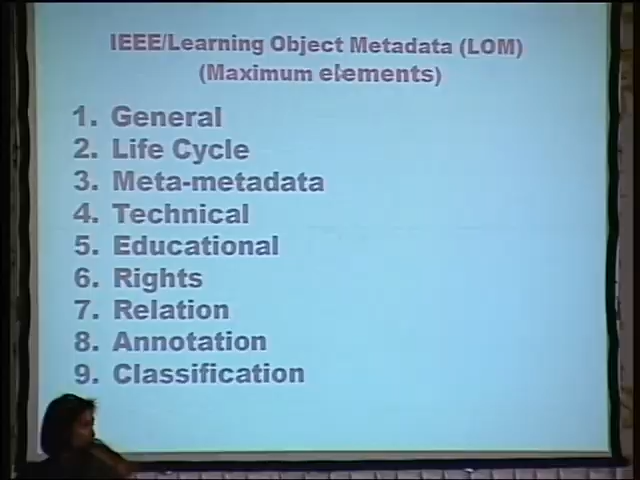 IEEE/Learning Object Metadata (LOM)
(Maximum elements)
1. General
2. Life Cycle
3. Meta-metadata
4. Technical
5. Educational
6. Rights
7. Relation
8. Annotation
9. Classification